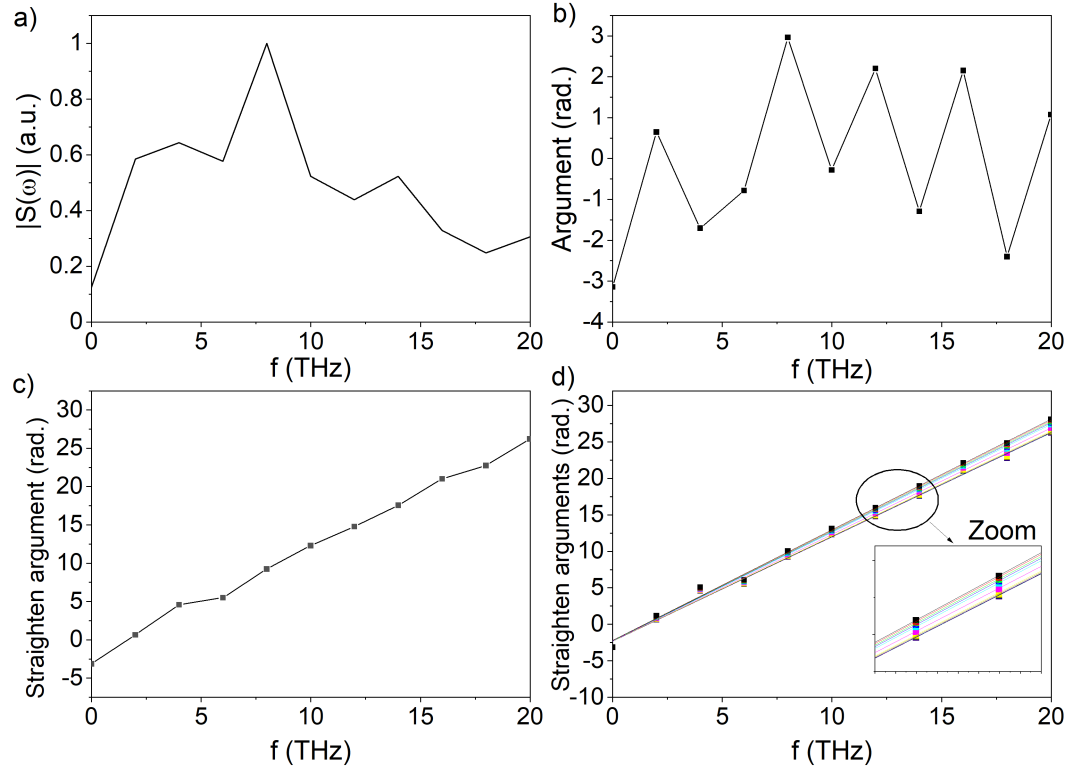 a)
|S(ω)| (a.u.)
1
0.8
0.6
0.4
0.2
0
0 5 10 15 20
f (THz)
b)
Argument (rad.)
3
2
1
0
-1
-2
-3
-4
0 5 10 15 20
f (THz)
c)
Straighten argument (rad.)
30
25
20
15
10
5
0
-5
0 5 10 15 20
f (THz)
d)
Straighten arguments (rad.)
30
25
20
15
10
5
0
-5
-10
0 5 10 15 20
f (THz)
Zoom